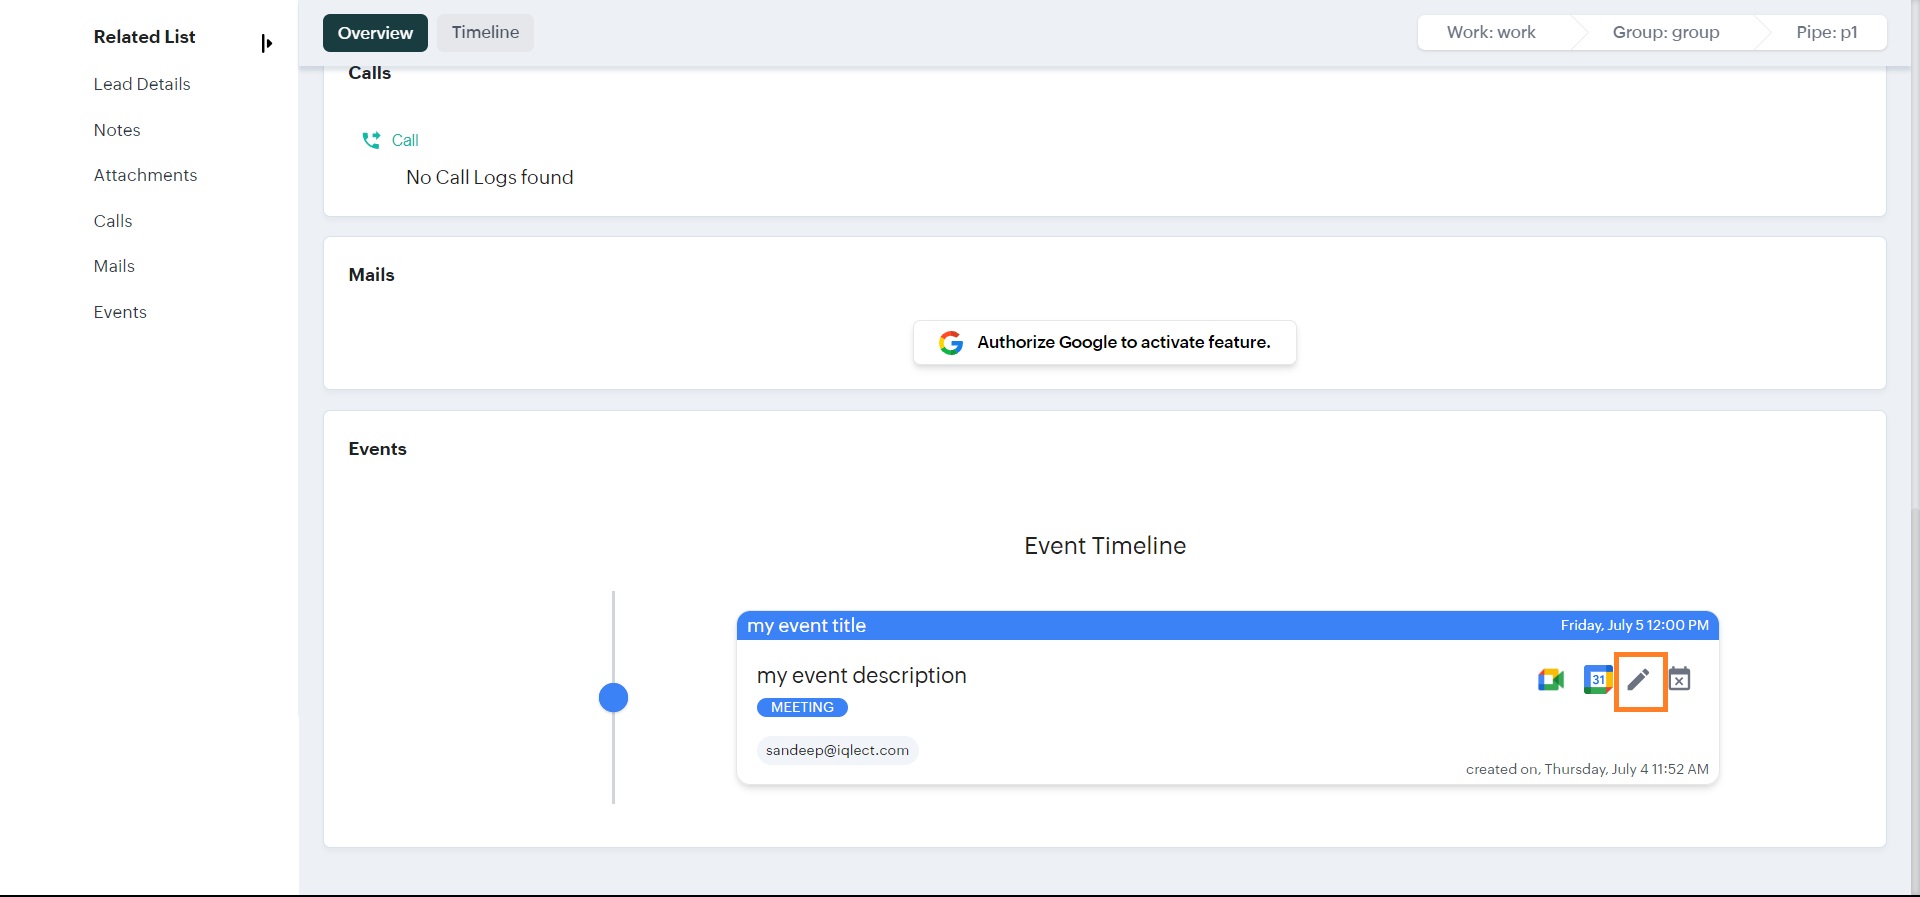 Related List
Lead Details
Notes
Attachments
Calls
Mails
Events
Overview
Timeline
Work: work
Group: group
Pipe: p1
Calls
Call
No Call Logs found
Mails
Authorize Google to activate feature.
Events
Event Timeline
my event title
Friday, July 5 12:00 PM
my event description
31
MEETING
sandeep@iqlect.com
created on, Thursday, July 4 11:52 AM